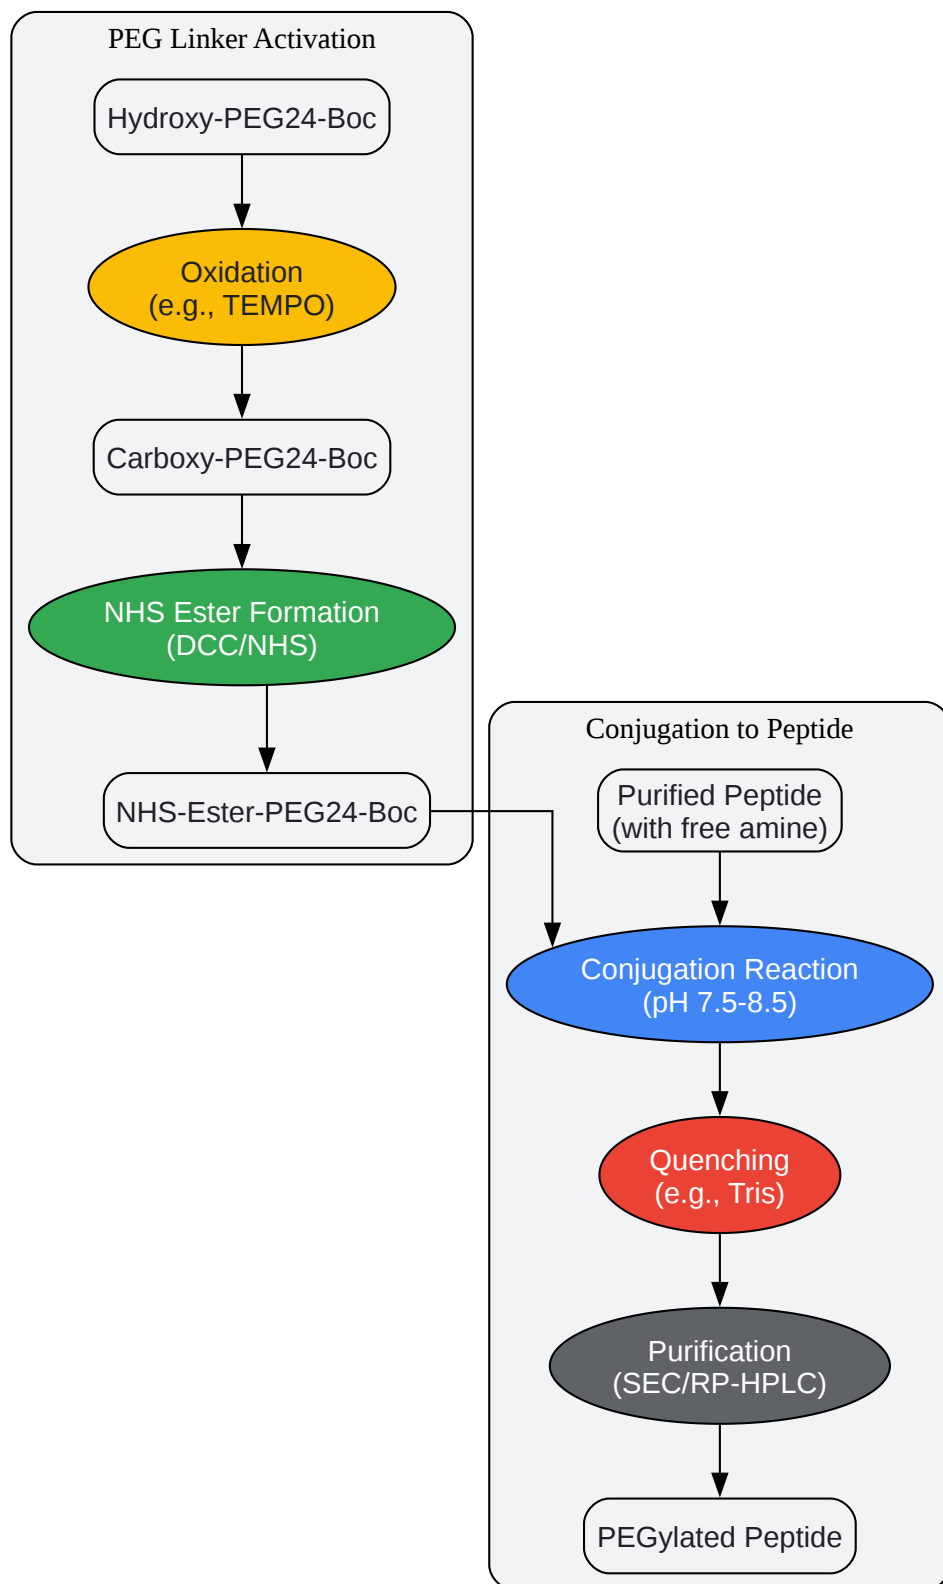 PEG Linker Activation
Hydroxy-PEG24-Boc
Oxidation
(e.g., TEMPO)
Carboxy-PEG24-Boc
NHS Ester Formation
(DCC/NHS)
NHS-Ester-PEG24-Boc
Conjugation to Peptide
Purified Peptide
(with free amine)
Conjugation Reaction
(pH 7.5-8.5)
Quenching
(e.g., Tris)
Purification
(SEC/RP-HPLC)
PEGylated Peptide